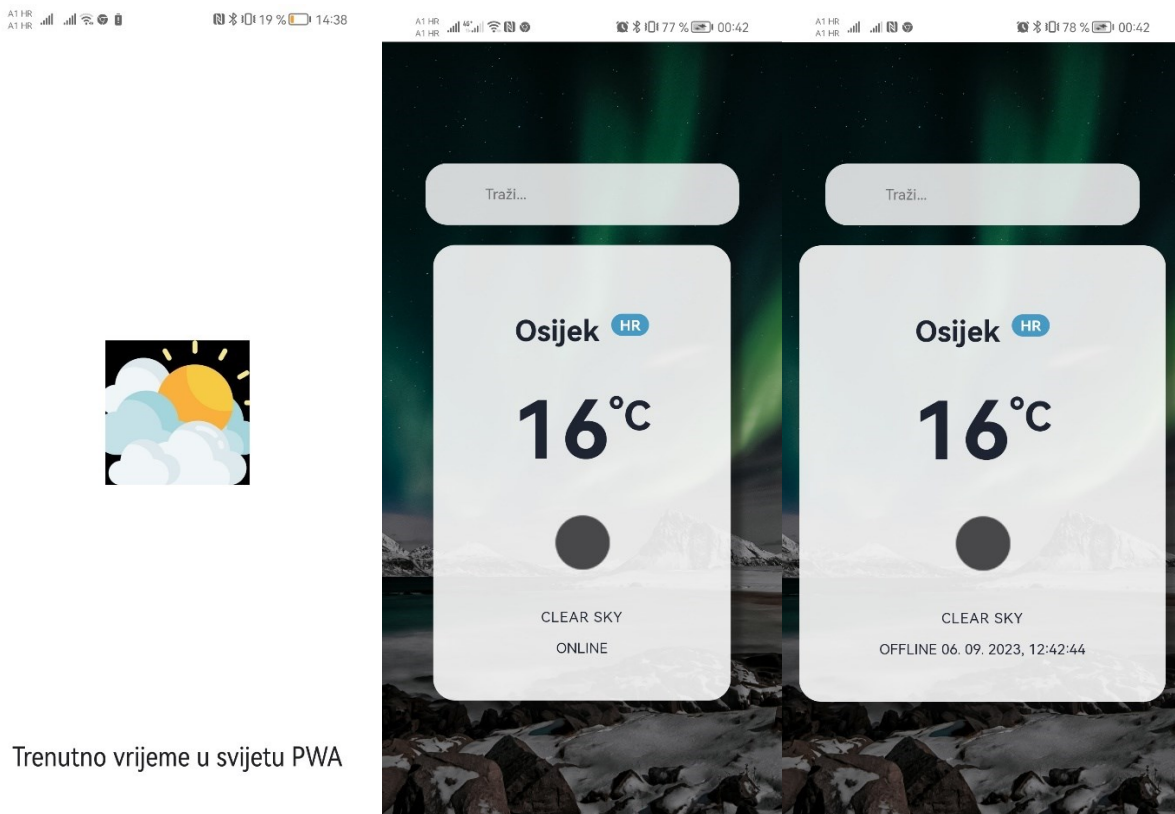 A1 HR
A1 HR
19 % 14:38
Trenutno vrijeme u svijetu PWA
A1 HR
A1 HR
77 % 00:42
Traži...
Osijek HR
16°C
CLEAR SKY
ONLINE
A1 HR
A1 HR
78 % 00:42
Traži...
Osijek HR
16°C
CLEAR SKY
OFFLINE 06. 09. 2023, 12:42:44